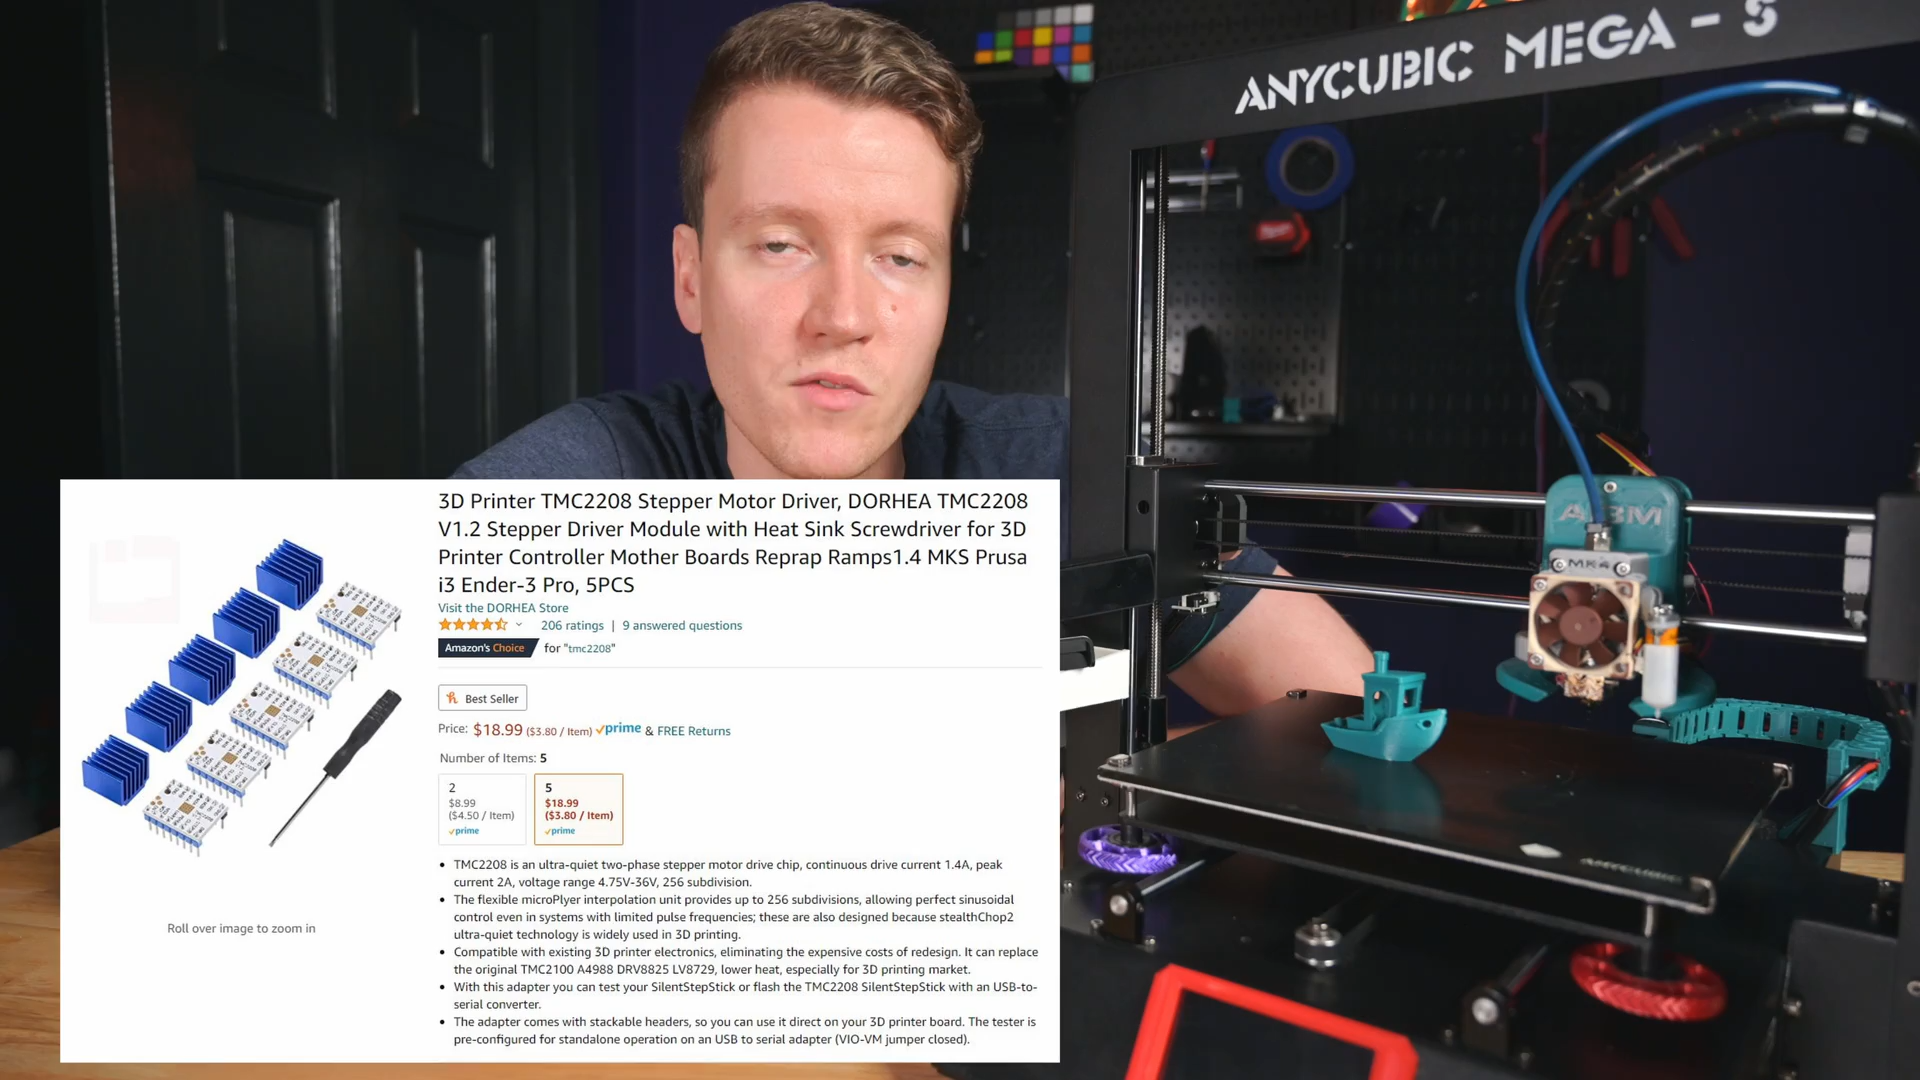 ANYCUBIC MEGA - S
ABM
MK4
ANYCUBIC
3D Printer TMC2208 Stepper Motor Driver, DORHEA TMC2208
V1.2 Stepper Driver Module with Heat Sink Screwdriver for 3D
Printer Controller Mother Boards Reprap Ramps1.4 MKS Prusa
i3 Ender-3 Pro, 5PCS
Visit the DORHEA Store
206 ratings | 9 answered questions
Amazon's Choice for "tmc2208"
Best Seller
Price: $18.99 ($3.80 / Item) prime & FREE Returns
Number of Items: 5
2
$8.99
($4.50 / Item)
prime
5
$18.99
($3.80 / Item)
prime
• TMC2208 is an ultra-quiet two-phase stepper motor drive chip, continuous drive current 1.4A, peak
current 2A, voltage range 4.75V-36V, 256 subdivision.
• The flexible microPlyer interpolation unit provides up to 256 subdivisions, allowing perfect sinusoidal
control even in systems with limited pulse frequencies; these are also designed because stealthChop2
ultra-quiet technology is widely used in 3D printing.
• Compatible with existing 3D printer electronics, eliminating the expensive costs of redesign. It can replace
the original TMC2100 A4988 DRV8825 LV8729, lower heat, especially for 3D printing market.
• With this adapter you can test your SilentStepStick or flash the TMC2208 SilentStepStick with an USB-to-
serial converter.
• The adapter comes with stackable headers, so you can use it direct on your 3D printer board. The tester is
pre-configured for standalone operation on an USB to serial adapter (VIO-VM jumper closed).
Roll over image to zoom in